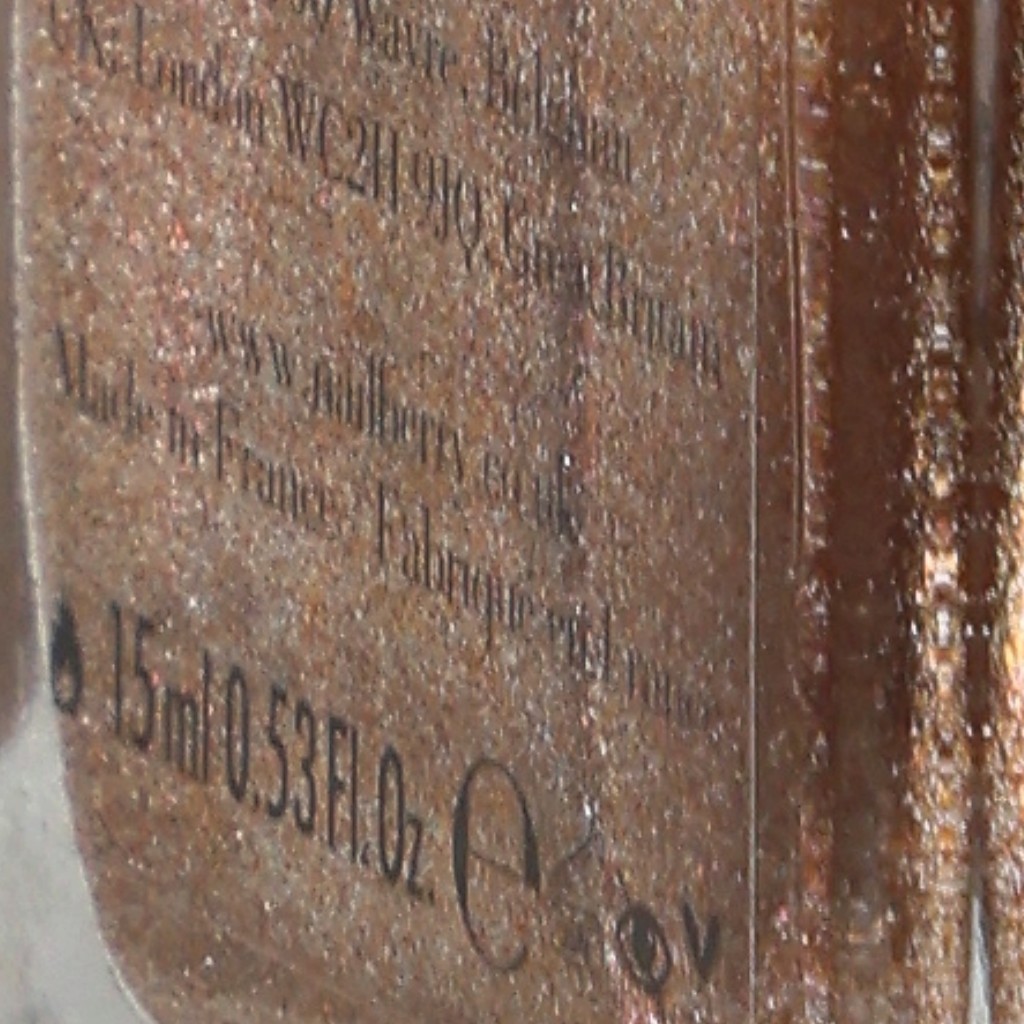 Wavre, Belgium
UK: London WC2H 9JQ, Great Britain
www.nailberry.co.uk
Made in France - Fabriqué en France
15ml 0.53Fl.Oz. e
V